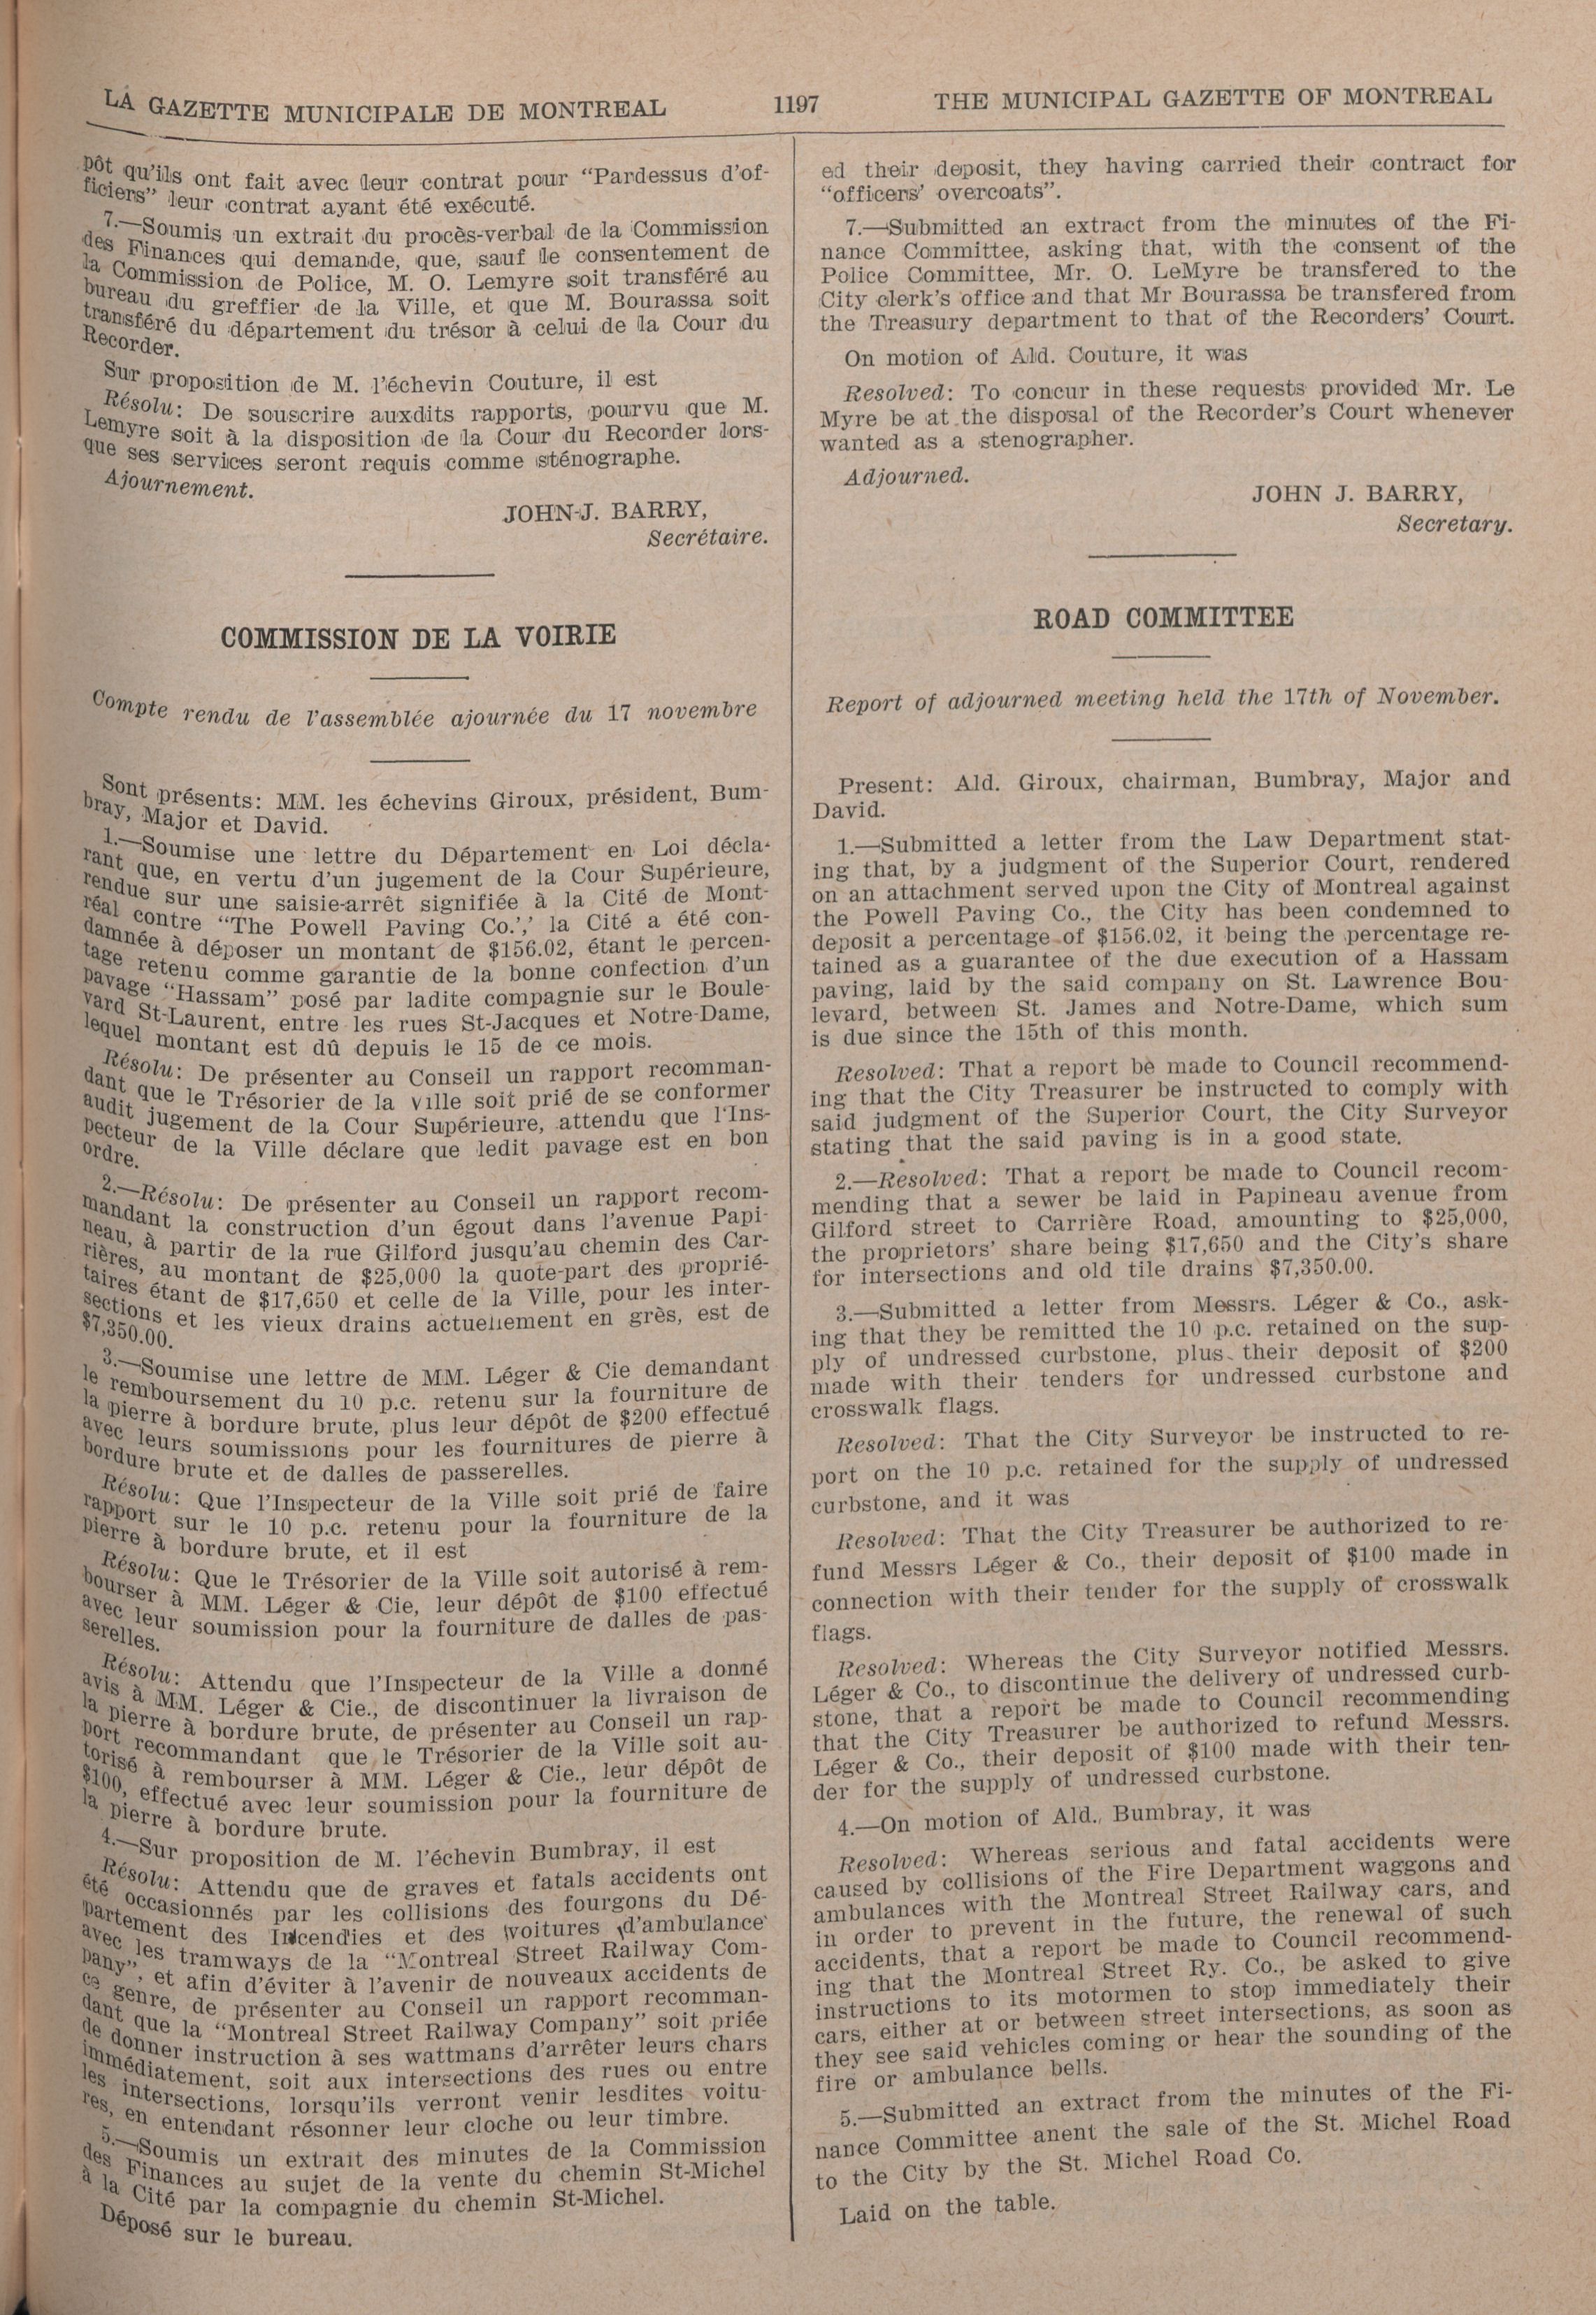 LA GAZETTE MUNICIPALE DE MONTREAL
1197
THE MUNICIPAL GAZETTE OF MONTREAL
pôt qu'ils ont fait avec leur contrat pour "Pardessus d'of-
ficiers" leur contrat ayant été exécuté.
7.—Soumis un extrait du procès-verbal de la Commission
des Finances qui demande, que, sauf le consentement de
la Commission de Police, M. O. Lemyre soit transféré au
bureau du greffier de la Ville, et que M. Bourassa soit
transféré du département du trésor à celui de la Cour du
Recorder.
Sur proposition de M. l'échevin Couture, il est
Résolu: De souscrire auxdits rapports, pourvu que M.
Lemyre soit à la disposition de la Cour du Recorder lors-
que ses services seront requis comme sténographe.
Ajournement.
JOHN-J. BARRY,
Secrétaire.
COMMISSION DE LA VOIRIE
Compte rendu de l'assemblée ajournée du 17 novembre
Sont présents: MM. les échevins Giroux, président, Bum-
bray, Major et David.
1.—Soumise une lettre du Département en Loi décla-
rant que, en vertu d'un jugement de la Cour Supérieure,
rendue sur une saisie-arrêt signifiée à la Cité de Mont-
réal contre "The Powell Paving Co.',' la Cité a été con-
damnée à déposer un montant de $156.02, étant le percen-
tage retenu comme garantie de la bonne confection d'un
pavage "Hassam" posé par ladite compagnie sur le Boule-
vard St-Laurent, entre les rues St-Jacques et Notre-Dame,
lequel montant est dû depuis le 15 de ce mois.
Résolu: De présenter au Conseil un rapport recomman-
dant que le Trésorier de la ville soit prié de se conformer
audit jugement de la Cour Supérieure, attendu que l'Ins-
pecteur de la Ville déclare que ledit pavage est en bon
ordre.
2.—Résolu: De présenter au Conseil un rapport recom-
mandant la construction d'un égout dans l'avenue Papi-
neau, à partir de la rue Gilford jusqu'au chemin des Car-
rières, au montant de $25,000 la quote-part des proprié-
taires étant de $17,650 et celle de la Ville, pour les inter-
sections et les vieux drains actuellement en grès, est de
$7,350.00.
3.—Soumise une lettre de MM. Léger & Cie demandant
le remboursement du 10 p.c. retenu sur la fourniture de
la pierre à bordure brute, plus leur dépôt de $200 effectué
avec leurs soumissions pour les fournitures de pierre à
bordure brute et de dalles de passerelles.
Résolu: Que l'Inspecteur de la Ville soit prié de faire
rapport sur le 10 p.c. retenu pour la fourniture de la
pierre à bordure brute, et il est
Résolu: Que le Trésorier de la Ville soit autorisé à rem-
bourser à MM. Léger & Cie, leur dépôt de $100 effectué
avec leur soumission pour la fourniture de dalles de pas-
serelles.
Résolu: Attendu que l'Inspecteur de la Ville a donné
avis à MM. Léger & Cie., de discontinuer la livraison de
la pierre à bordure brute, de présenter au Conseil un rap-
port recommandant que le Trésorier de la Ville soit au-
torisé à rembourser à MM. Léger & Cie., leur dépôt de
$100, effectué avec leur soumission pour la fourniture de
la pierre à bordure brute.
4.—Sur proposition de M. l'échevin Bumbray, il est
Résolu: Attendu que de graves et fatals accidents ont
été occasionnés par les collisions des fourgons du Dé-
partement des Incendies et des voitures d'ambulance
avec les tramways de la "Montreal Street Railway Com-
pany", et afin d'éviter à l'avenir de nouveaux accidents de
ce genre, de présenter au Conseil un rapport recomman-
dant que la "Montreal Street Railway Company" soit priée
de donner instruction à ses wattmans d'arrêter leurs chars
immédiatement, soit aux intersections des rues ou entre
les intersections, lorsqu'ils verront venir lesdites voitu-
res, en entendant résonner leur cloche ou leur timbre.
5.—Soumis un extrait des minutes de la Commission
des Finances au sujet de la vente du chemin St-Michel
à la Cité par la compagnie du chemin St-Michel.
Déposé sur le bureau.
ed their deposit, they having carried their contract for
"officers' overcoats".
7.—Submitted an extract from the minutes of the Fi-
nance Committee, asking that, with the consent of the
Police Committee, Mr. O. LeMyre be transfered to the
City clerk's office and that Mr Bourassa be transfered from
the Treasury department to that of the Recorders' Court.
On motion of Ald. Couture, it was
Resolved: To concur in these requests provided Mr. Le
Myre be at the disposal of the Recorder's Court whenever
wanted as a stenographer.
Adjourned.
JOHN J. BARRY,
Secretary.
ROAD COMMITTEE
Report of adjourned meeting held the 17th of November.
Present: Ald. Giroux, chairman, Bumbray, Major and
David.
1.—Submitted a letter from the Law Department stat-
ing that, by a judgment of the Superior Court, rendered
on an attachment served upon the City of Montreal against
the Powell Paving Co., the City has been condemned to
deposit a percentage of $156.02, it being the percentage re-
tained as a guarantee of the due execution of a Hassam
paving, laid by the said company on St. Lawrence Bou-
levard, between St. James and Notre-Dame, which sum
is due since the 15th of this month.
Resolved: That a report be made to Council recommend-
ing that the City Treasurer be instructed to comply with
said judgment of the Superior Court, the City Surveyor
stating that the said paving is in a good state.
2.—Resolved: That a report be made to Council recom-
mending that a sewer be laid in Papineau avenue from
Gilford street to Carrière Road, amounting to $25,000,
the proprietors' share being $17,650 and the City's share
for intersections and old tile drains $7,350.00.
3.—Submitted a letter from Messrs. Léger & Co., ask-
ing that they be remitted the 10 p.c. retained on the sup-
ply of undressed curbstone, plus their deposit of $200
made with their tenders for undressed curbstone and
crosswalk flags.
Resolved: That the City Surveyor be instructed to re-
port on the 10 p.c. retained for the supply of undressed
curbstone, and it was
Resolved: That the City Treasurer be authorized to re-
fund Messrs Léger & Co., their deposit of $100 made in
connection with their tender for the supply of crosswalk
flags.
Resolved: Whereas the City Surveyor notified Messrs.
Léger & Co., to discontinue the delivery of undressed curb-
stone, that a report be made to Council recommending
that the City Treasurer be authorized to refund Messrs.
Léger & Co., their deposit of $100 made with their ten-
der for the supply of undressed curbstone.
4.—On motion of Ald., Bumbray, it was
Resolved: Whereas serious and fatal accidents were
caused by collisions of the Fire Department waggons and
ambulances with the Montreal Street Railway cars, and
in order to prevent in the future, the renewal of such
accidents, that a report be made to Council recommend-
ing that the Montreal Street Ry. Co., be asked to give
instructions to its motormen to stop immediately their
cars, either at or between street intersections, as soon as
they see said vehicles coming or hear the sounding of the
fire or ambulance bells.
5.—Submitted an extract from the minutes of the Fi-
nance Committee anent the sale of the St. Michel Road
to the City by the St. Michel Road Co.
Laid on the table.